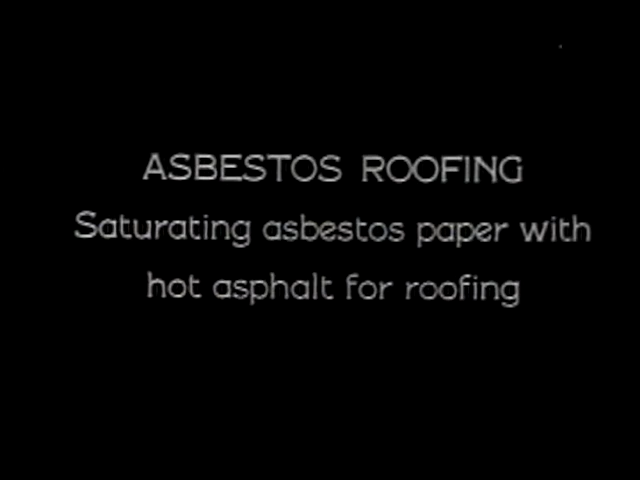 ASBESTOS ROOFING
Saturating asbestos paper with
hot asphalt for roofing